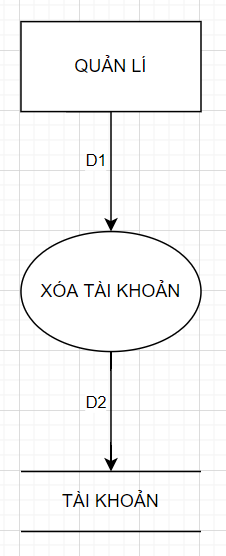 QUẢN LÍ
D1
XÓA TÀI KHOẢN
D2
TÀI KHOẢN